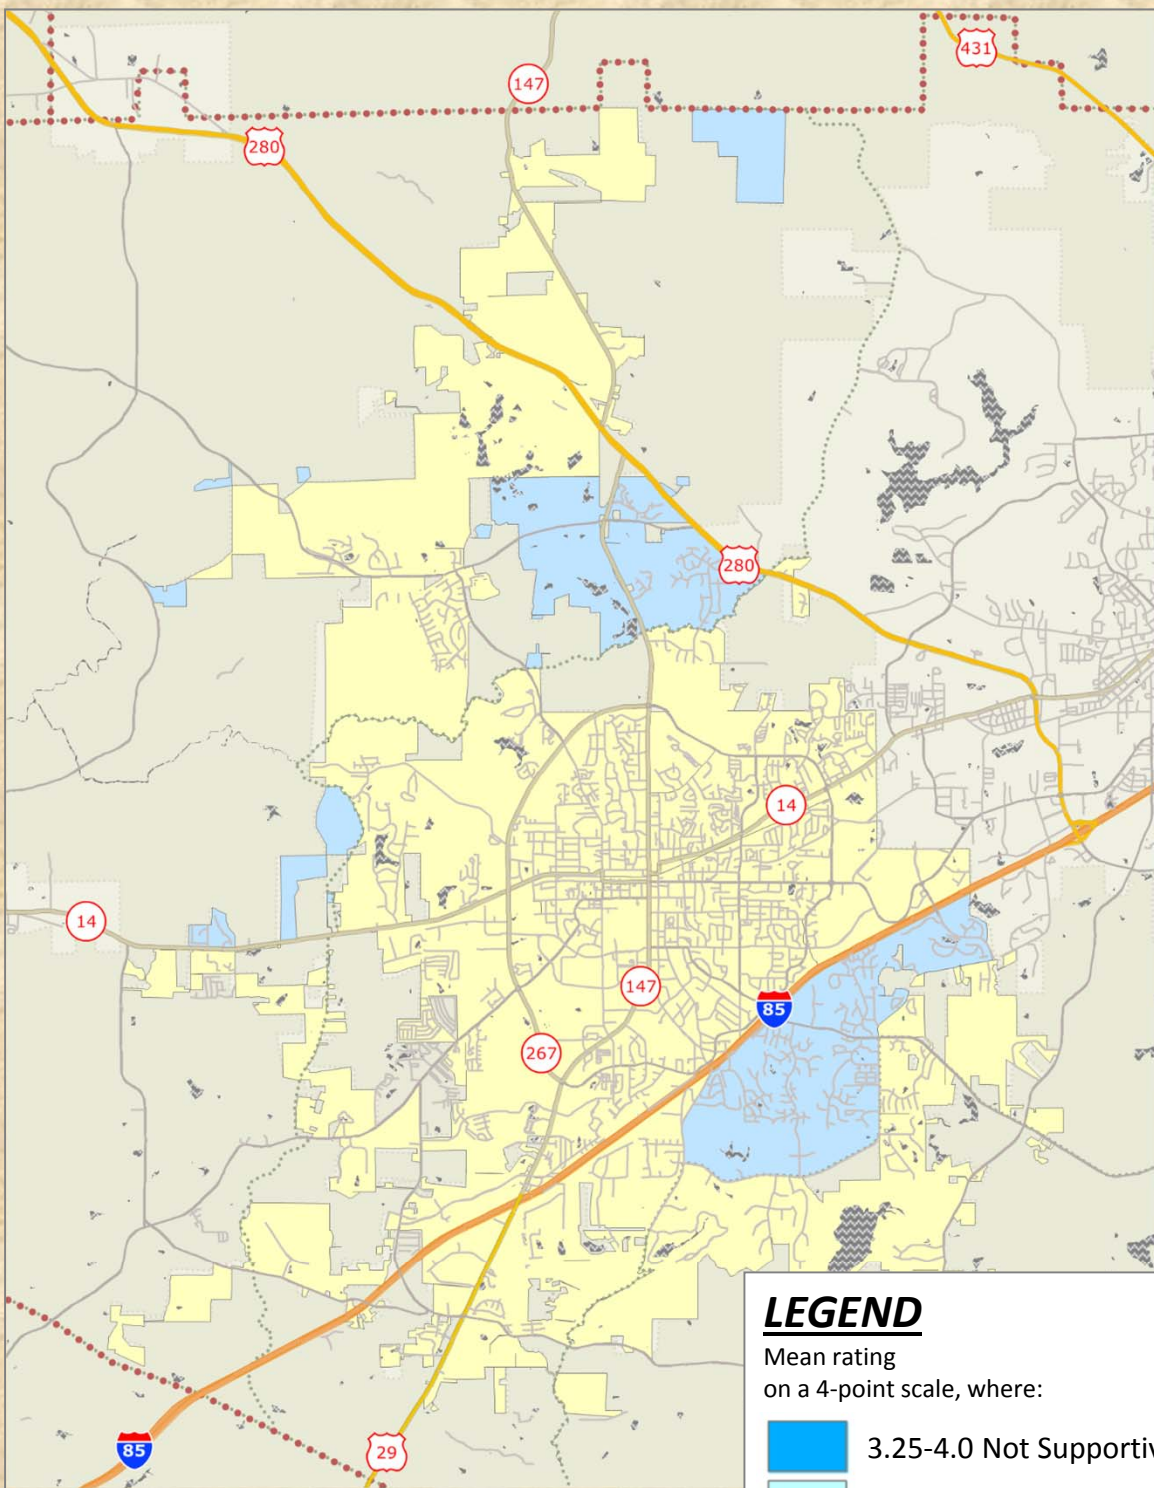 147
431
280
280
14
14
147
85
267
LEGEND
Mean rating
on a 4-point scale, where:
3.25-4.0 Not Supportiv
85
29